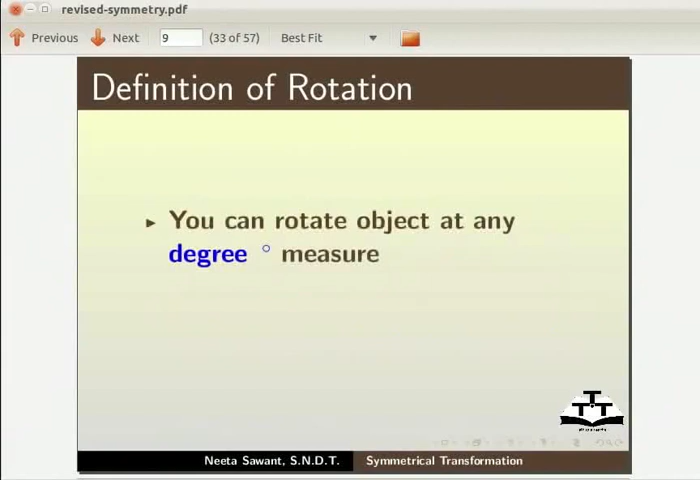 revised-symmetry.pdf
Previous Next 9 (33 of 57) Best Fit
Definition of Rotation
▸ You can rotate object at any
degree ° measure
TTT
Neeta Sawant, S.N.D.T. Symmetrical Transformation